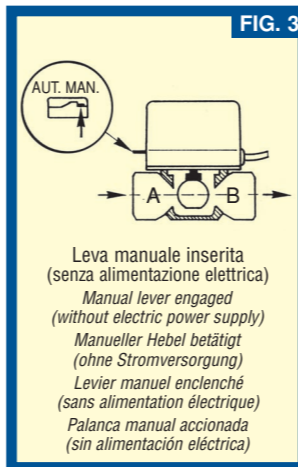 FIG. 3
AUT. MAN.
A B
Leva manuale inserita
(senza alimentazione elettrica)
Manual lever engaged
(without electric power supply)
Manueller Hebel betätigt
(ohne Stromversorgung)
Levier manuel enclenché
(sans alimentation électrique)
Palanca manual accionada
(sin alimentación eléctrica)